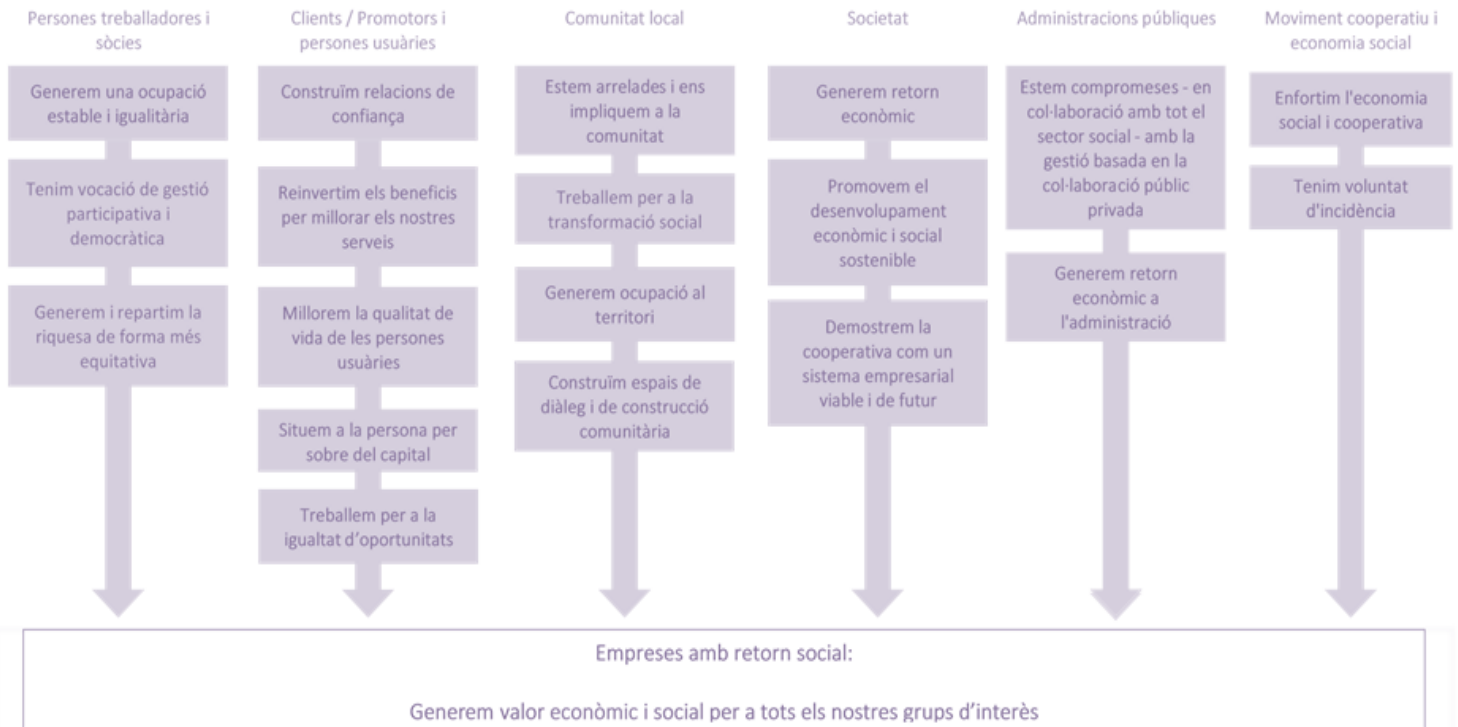 Persones treballadores i
sòcies
Generem una ocupació
estable i igualitària
Tenim vocació de gestió
participativa i
democràtica
Generem i repartim la
riquesa de forma més
equitativa
Clients / Promotors i
persones usuàries
Construïm relacions de
confiança
Reinvertim els beneficis
per millorar els nostres
serveis
Millorem la qualitat de
vida de les persones
usuàries
Situem a la persona per
sobre del capital
Treballem per a la
igualtat d'oportunitats
Comunitat local
Estem arrelades i ens
impliquem a la
comunitat
Treballem per a la
transformació social
Generem ocupació al
territori
Construïm espais de
diàleg i de construcció
comunitària
Societat
Generem retorn
econòmic
Promovem el
desenvolupament
econòmic i social
sostenible
Demostrem la
cooperativa com un
sistema empresarial
viable i de futur
Administracions públiques
Estem compromeses - en
col·laboració amb tot el
sector social - amb la
gestió basada en la
col·laboració públic
privada
Generem retorn
econòmic a
l'administració
Moviment cooperatiu i
economia social
Enfortim l'economia
social i cooperativa
Tenim voluntat
d'incidència
Empreses amb retorn social:
Generem valor econòmic i social per a tots els nostres grups d'interès